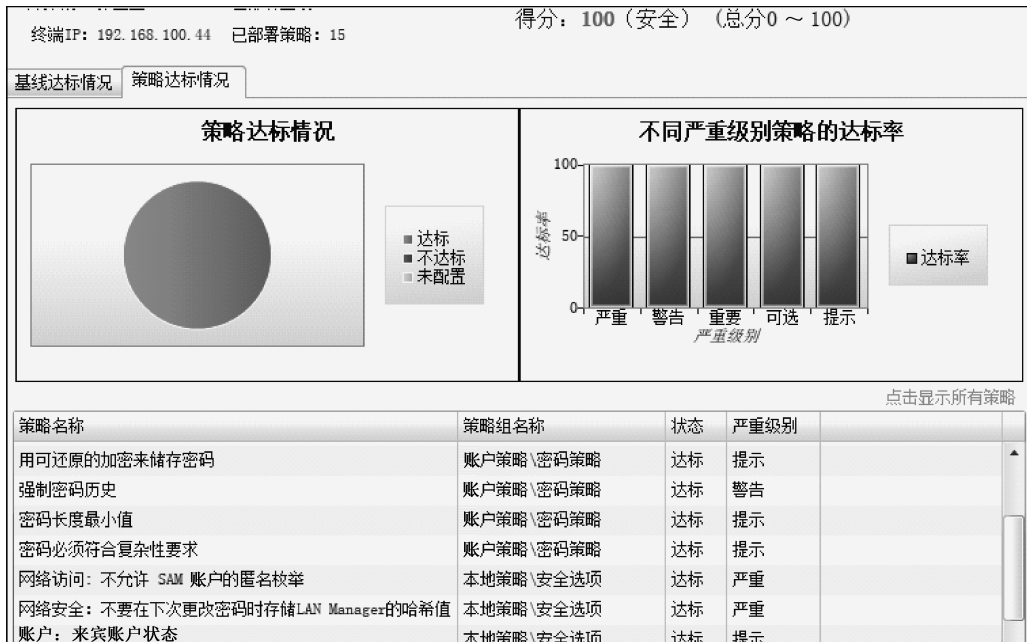 得分：100（安全） （总分0 ～ 100）
终端IP：192.168.100.44 已部署策略：15
基线达标情况 策略达标情况
策略达标情况
达标
不达标
未配置
不同严重级别策略的达标率
100
50
0
达标率
严重 警告 重要 可选 提示
严重级别
达标率
点击显示所有策略
策略名称 策略组名称 状态 严重级别
用可还原的加密来储存密码 账户策略\密码策略 达标 提示
强制密码历史 账户策略\密码策略 达标 警告
密码长度最小值 账户策略\密码策略 达标 提示
密码必须符合复杂性要求 账户策略\密码策略 达标 提示
网络访问：不允许 SAM 账户的匿名枚举 本地策略\安全选项 达标 严重
网络安全：不要在下次更改密码时存储LAN Manager的哈希值 本地策略\安全选项 达标 严重
账户：来宾账户状态 本地策略\安全选项 达标 提示